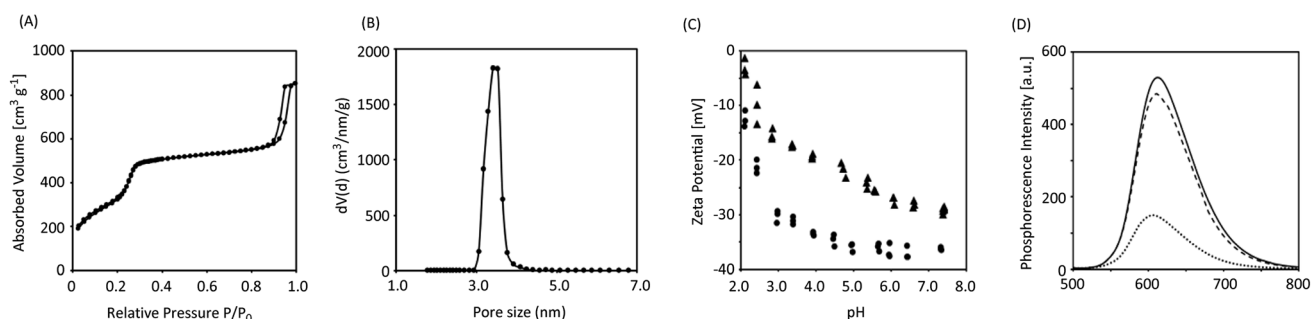 (A)
Absorbed Volume [cm³ g⁻¹]
1000
800
600
400
200
0
0 0.2 0.4 0.6 0.8 1.0
Relative Pressure P/P₀
(B)
dV(d) (cm³/nm/g)
2000
1500
1000
500
0
1.0 3.0 5.0 7.0
Pore size (nm)
(C)
Zeta Potential [mV]
0
-10
-20
-30
-40
2.0 3.0 4.0 5.0 6.0 7.0 8.0
pH
(D)
Phosphorescence Intensity [a.u.]
600
400
200
0
500 600 700 800